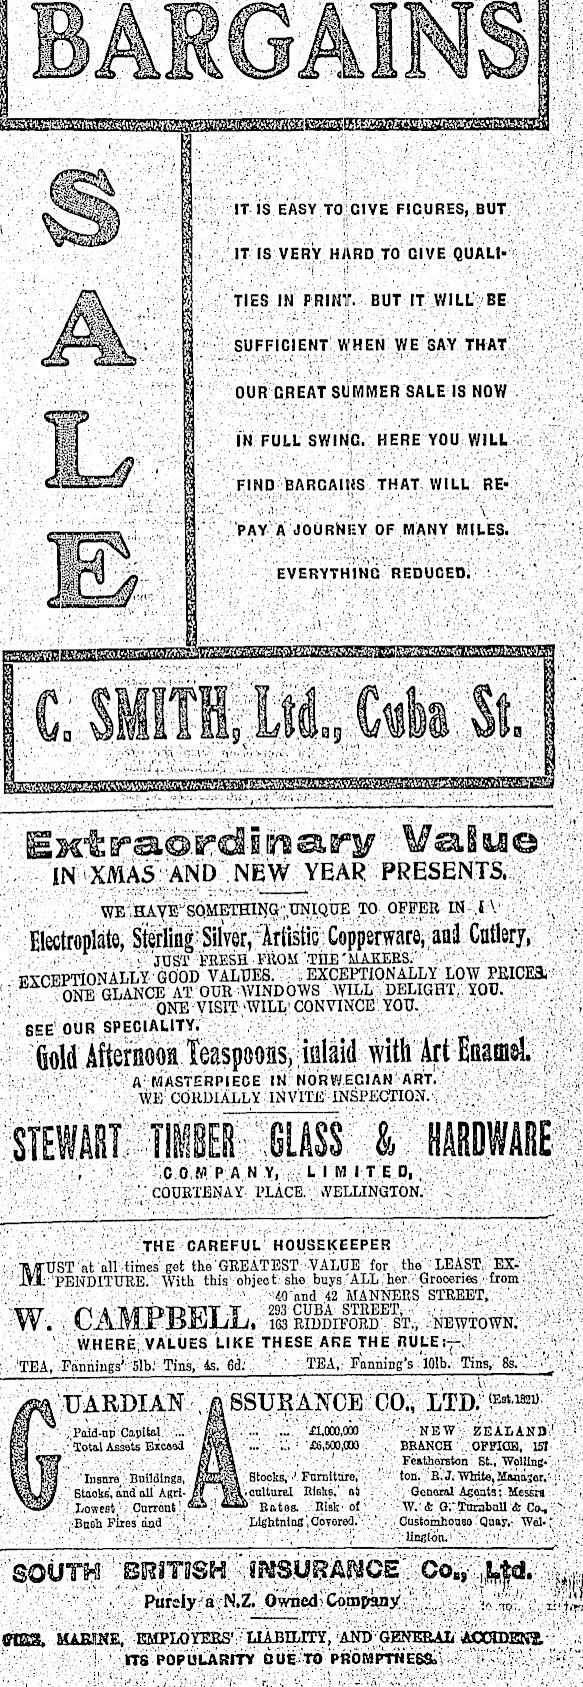 BARGAINS
SALE
IT IS EASY TO GIVE FIGURES, BUT
IT IS VERY HARD TO GIVE QUALI-
TIES IN PRINT. BUT IT WILL BE
SUFFICIENT WHEN WE SAY THAT
OUR GREAT SUMMER SALE IS NOW
IN FULL SWING. HERE YOU WILL
FIND BARGAINS THAT WILL RE-
PAY A JOURNEY OF MANY MILES.
EVERYTHING REDUCED.
C. SMITH, Ltd., Cuba St.
Extraordinary Value
IN XMAS AND NEW YEAR PRESENTS.
WE HAVE SOMETHING UNIQUE TO OFFER IN
Electroplate, Sterling Silver, Artistic Copperware, and Cutlery,
JUST FRESH FROM THE MAKERS.
EXCEPTIONALLY GOOD VALUES. EXCEPTIONALLY LOW PRICES.
ONE GLANCE AT OUR WINDOWS WILL DELIGHT YOU.
ONE VISIT WILL CONVINCE YOU.
SEE OUR SPECIALITY.
Gold Afternoon Teaspoons, inlaid with Art Enamel.
A MASTERPIECE IN NORWEGIAN ART.
WE CORDIALLY INVITE INSPECTION.
STEWART TIMBER GLASS & HARDWARE
COMPANY, LIMITED,
COURTENAY PLACE. WELLINGTON.
THE CAREFUL HOUSEKEEPER
MUST at all times get the GREATEST VALUE for the LEAST EX-
PENDITURE. With this object she buys ALL her Groceries from
W. CAMPBELL,
40 and 42 MANNERS STREET,
293 CUBA STREET,
163 RIDDIFORD ST., NEWTOWN.
WHERE VALUES LIKE THESE ARE THE RULE:—
TEA, Fannings' 5lb. Tins, 4s. 6d. TEA, Fanning's 10lb. Tins, 8s.
GUARDIAN ASSURANCE CO., LTD. (Est. 1821)
Paid-up Capital ... ... ... £1,000,000
Total Assets Exceed ... ... £6,500,000
Insure Buildings, Stocks, Furniture,
Stacks, and all Agri- cultural Risks, at
Lowest Current Rates. Risk of
Bush Fires and Lightning Covered.
NEW ZEALAND
BRANCH OFFICE, 157
Featherston St., Welling-
ton. R. J. White, Manager.
General Agents: Messrs
W. & G. Turnbull & Co.,
Customhouse Quay, Wel-
lington.
SOUTH BRITISH INSURANCE Co., Ltd.
Purely a N.Z. Owned Company
FIRE, MARINE, EMPLOYERS' LIABILITY, AND GENERAL ACCIDENT.
ITS POPULARITY DUE TO PROMPTNESS.